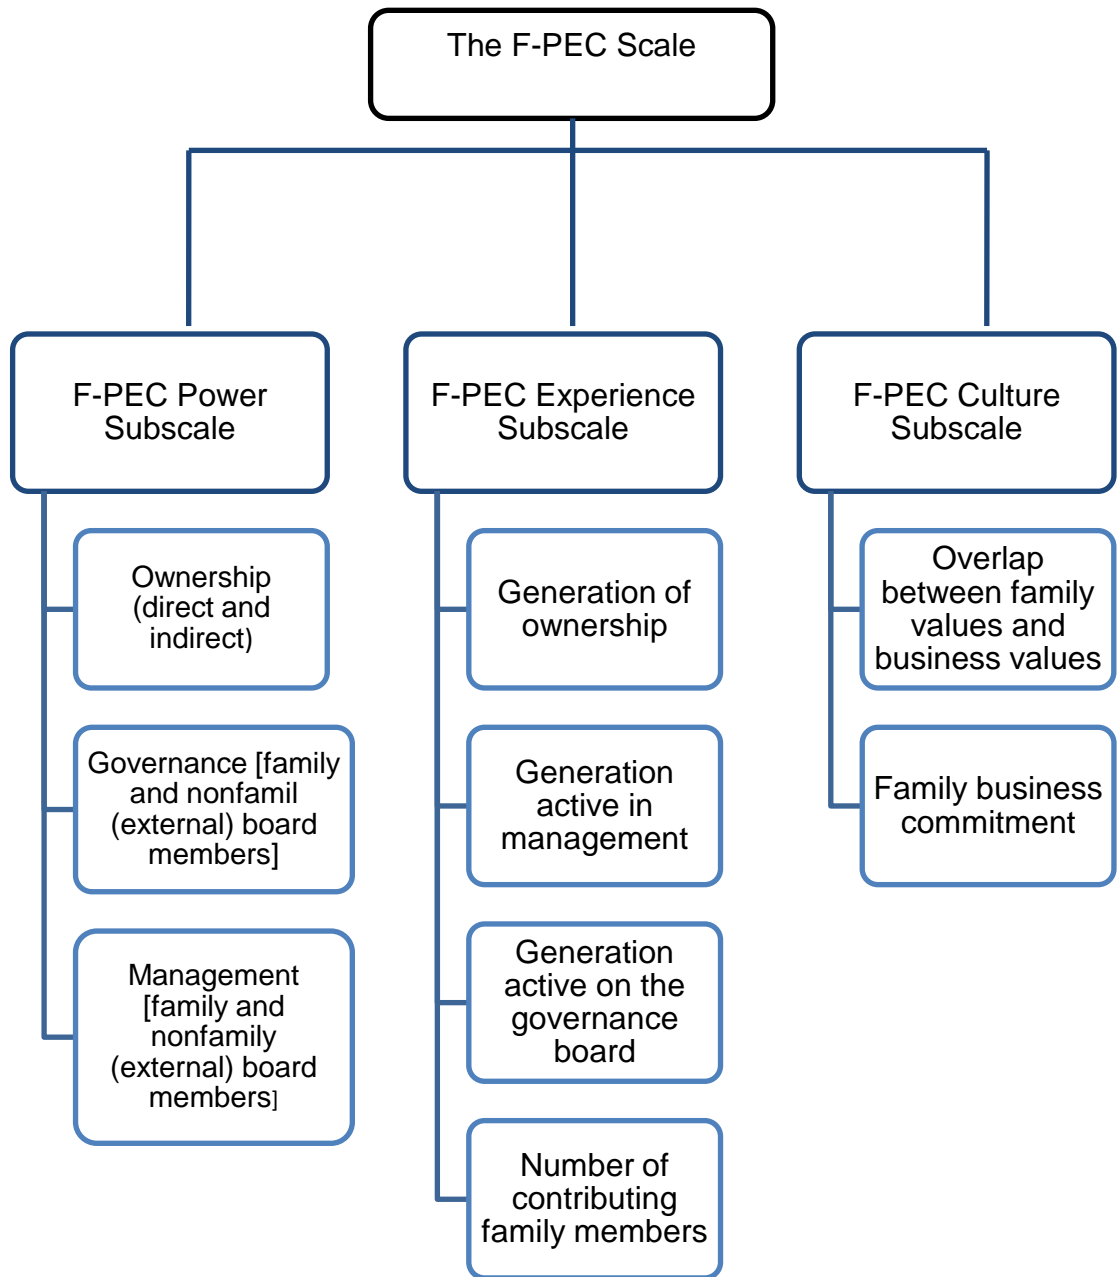 The F-PEC Scale
F-PEC Power
Subscale
Ownership
(direct and
indirect)
Governance [family
and nonfamil
(external) board
members]
Management
[family and
nonfamily
(external) board
members]
F-PEC Experience
Subscale
Generation of
ownership
Generation
active in
management
Generation
active on the
governance
board
Number of
contributing
family members
F-PEC Culture
Subscale
Overlap
between family
values and
business values
Family business
commitment